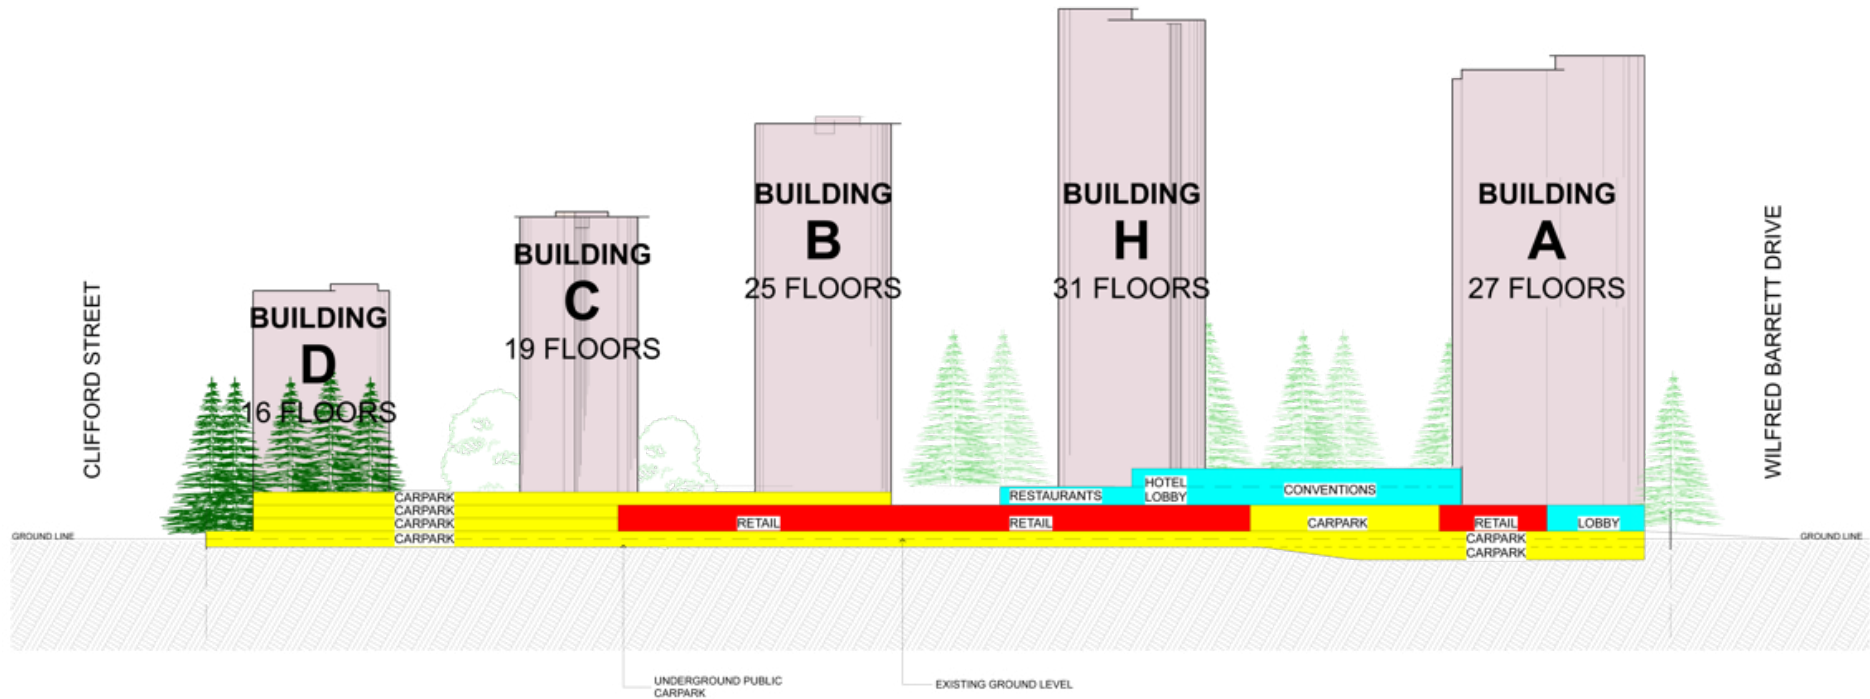 CLIFFORD STREET
BUILDING
D
16 FLOORS
BUILDING
C
19 FLOORS
BUILDING
B
25 FLOORS
BUILDING
H
31 FLOORS
BUILDING
A
27 FLOORS
WILFRED BARRETT DRIVE
CARPARK
CARPARK
CARPARK
CARPARK
RETAIL
RETAIL
RESTAURANTS
HOTEL
LOBBY
CONVENTIONS
CARPARK
RETAIL
LOBBY
CARPARK
CARPARK
GROUND LINE
GROUND LINE
UNDERGROUND PUBLIC
CARPARK
EXISTING GROUND LEVEL